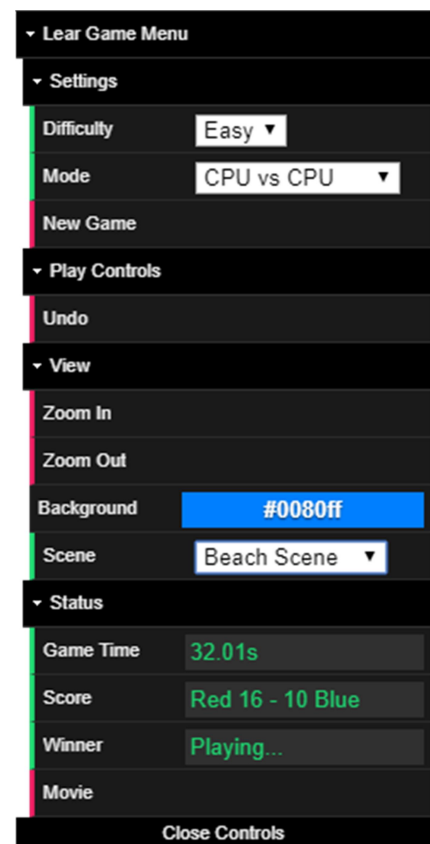 Lear Game Menu
Settings
Difficulty Easy
Mode CPU vs CPU
New Game
Play Controls
Undo
View
Zoom In
Zoom Out
Background #0080ff
Scene Beach Scene
Status
Game Time 32.01s
Score Red 16 - 10 Blue
Winner Playing...
Movie
Close Controls